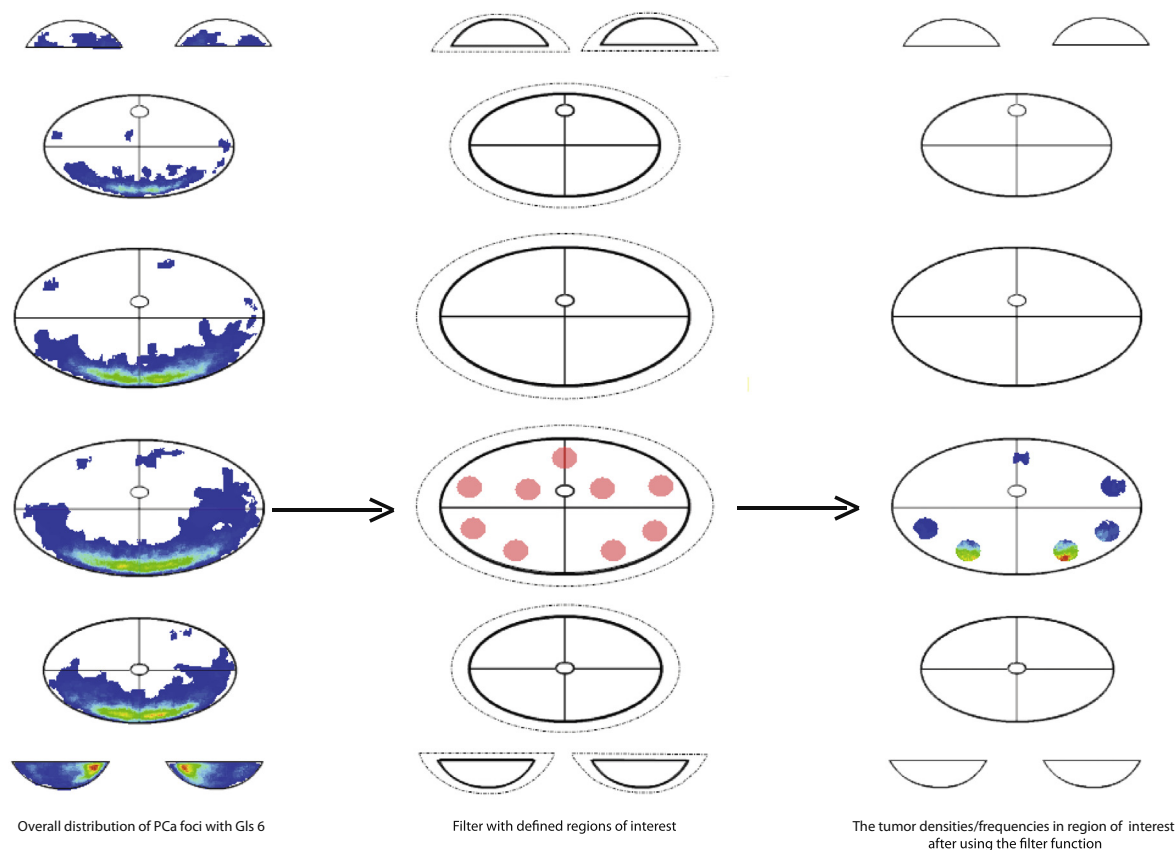 Overall distribution of PCa foci with Gls 6
Filter with defined regions of interest
The tumor densities/frequencies in region of interest
after using the filter function